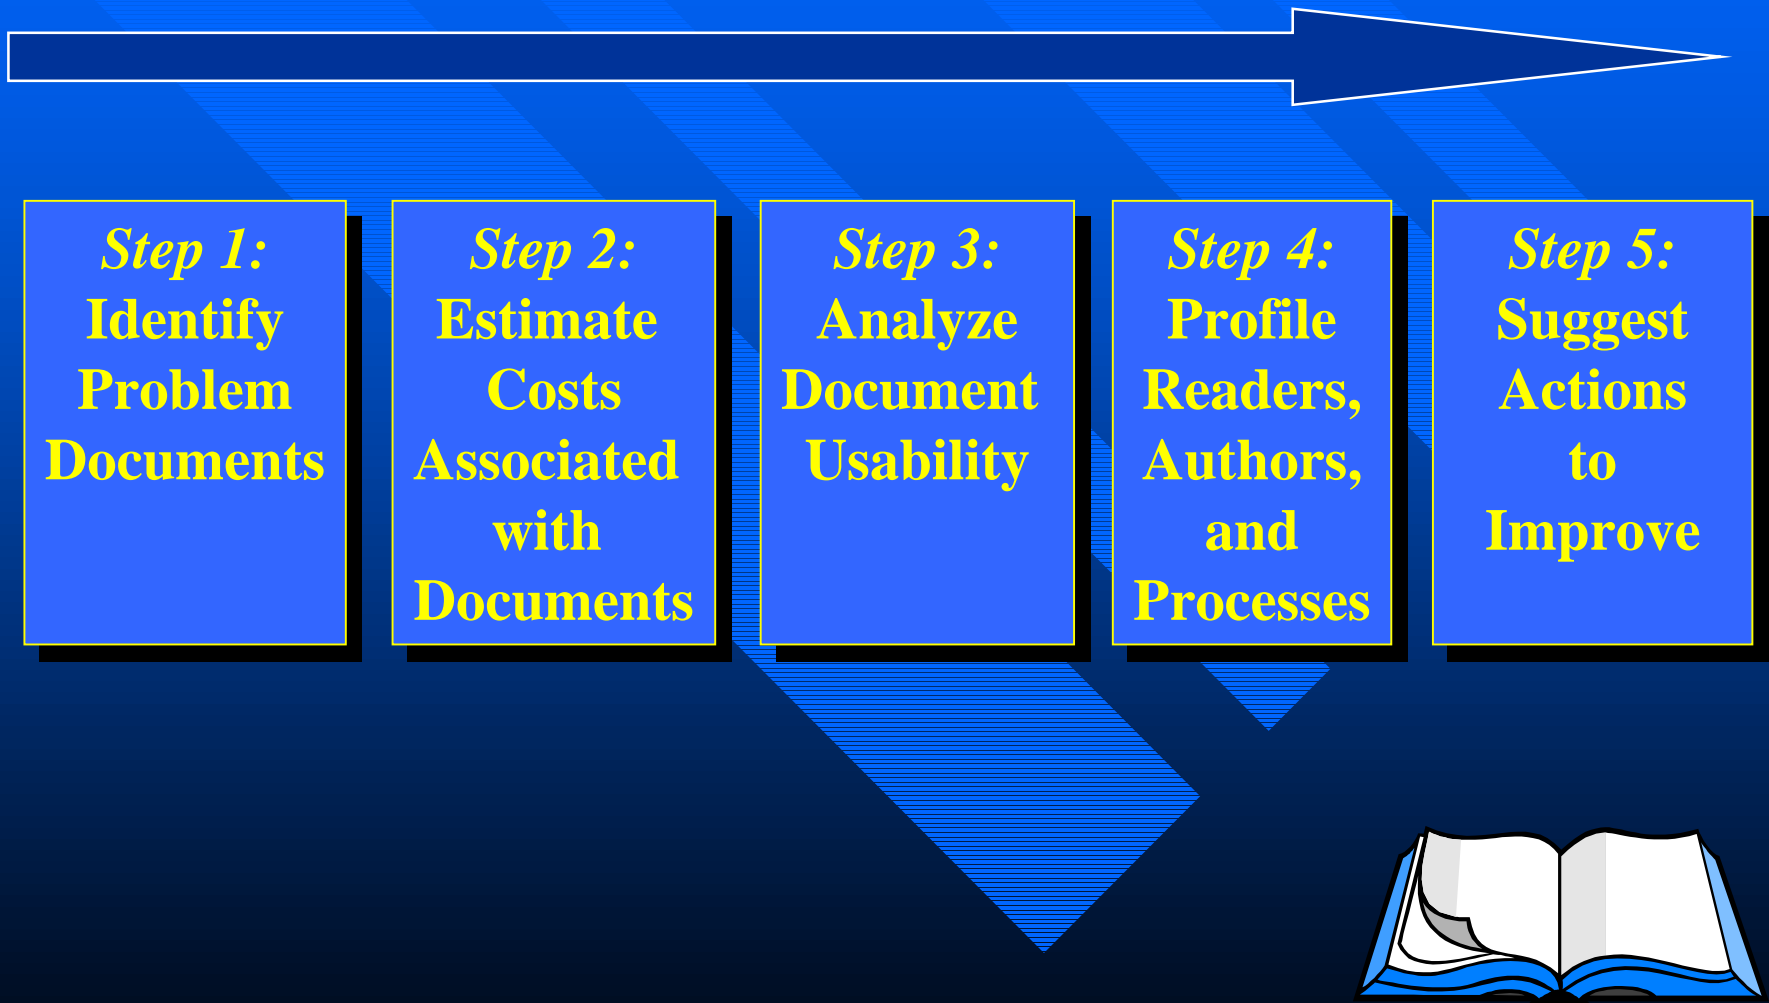 Step 1:
Identify
Problem
Documents
Step 2:
Estimate
Costs
Associated
with
Documents
Step 3:
Analyze
Document
Usability
Step 4:
Profile
Readers,
Authors,
and
Processes
Step 5:
Suggest
Actions
to
Improve